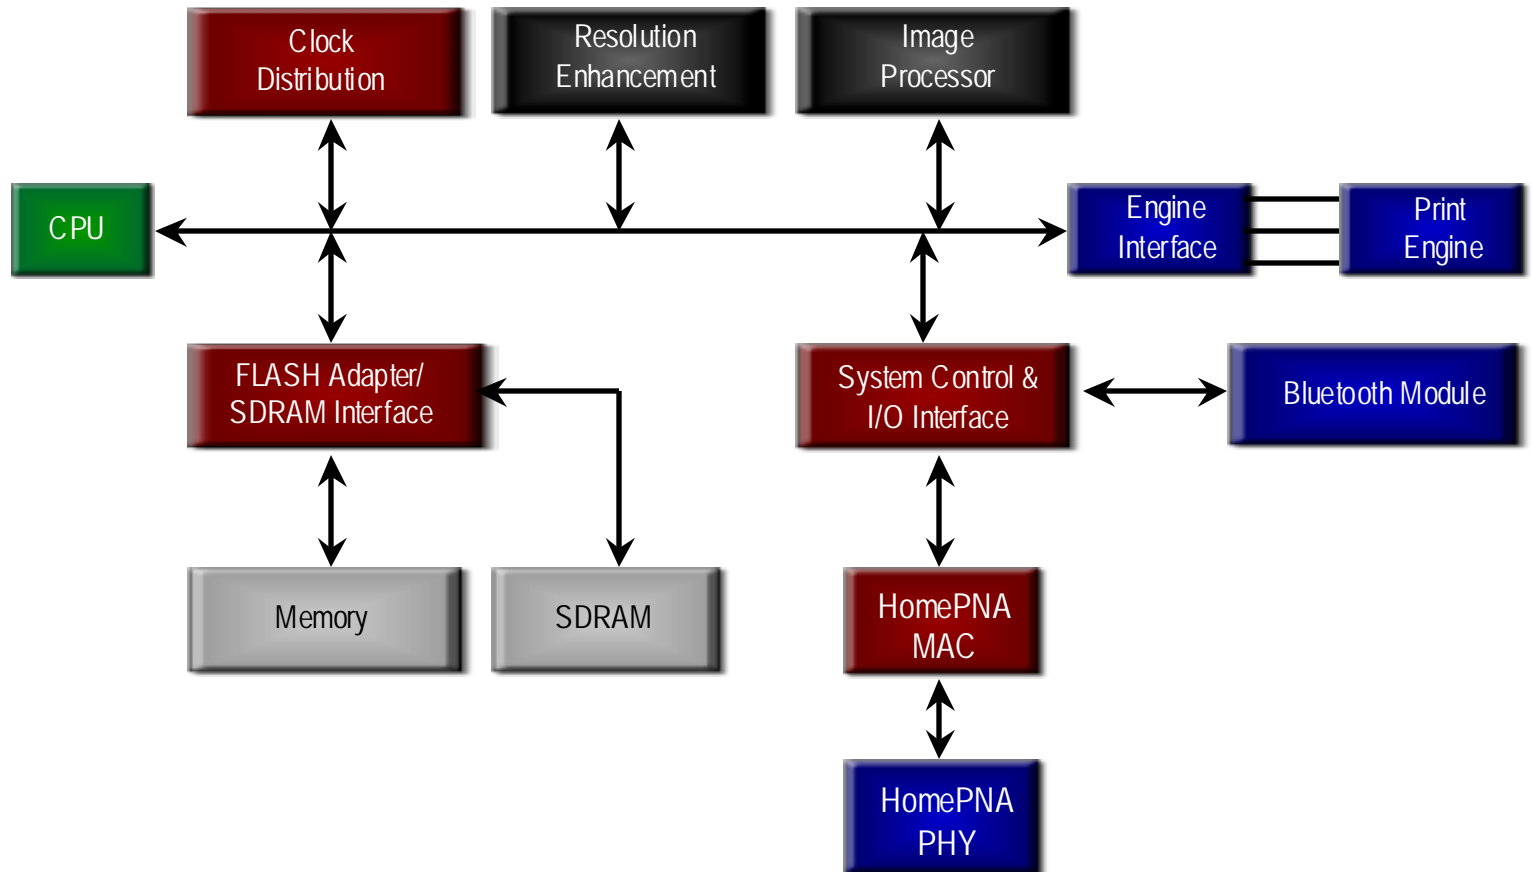 Clock
Distribution
Resolution
Enhancement
Image
Processor
CPU
Engine
Interface
Print
Engine
FLASH Adapter/
SDRAM Interface
System Control &
I/O Interface
Bluetooth Module
Memory
SDRAM
HomePNA
MAC
HomePNA
PHY